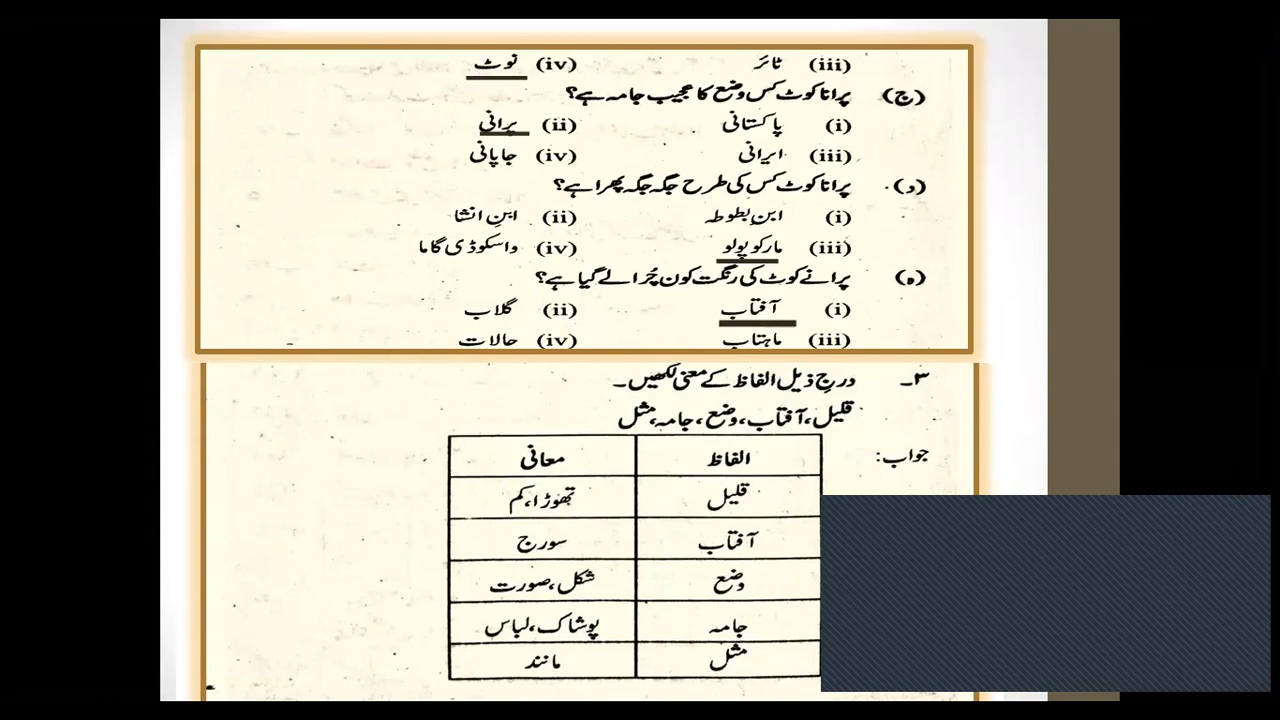 (iii) ٹائر (iv) نوٹ
(ج) پرانا کوٹ کس وضع کا عجیب جامہ ہے؟
(i) پاکستانی (ii) پرانی
(iii) ایرانی (iv) جاپانی
(د) پرانا کوٹ کس کی طرح جگہ جگہ پھرا ہے؟
(i) ابنِ بطوطہ (ii) ابنِ انشا
(iii) مارکو پولو (iv) واسکوڈی گاما
(ہ) پرانے کوٹ کی رنگت کون چُرا لے گیا ہے؟
(i) آفتاب (ii) گلاب
(iii) ماہتاب (iv) حالات
۳۔ درج ذیل الفاظ کے معنی لکھیں۔
قلیل، آفتاب، وضع، جامہ، مثل
جواب: الفاظ معانی
قلیل تھوڑا، کم
آفتاب سورج
وضع شکل، صورت
جامہ پوشاک، لباس
مثل مانند